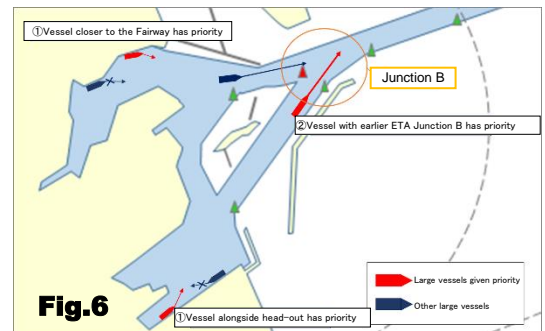 ①Vessel closer to the Fairway has priority
Junction B
②Vessel with earlier ETA Junction B has priority
Large vessels given priority
Other large vessels
Fig.6
①Vessel alongside head-out has priority